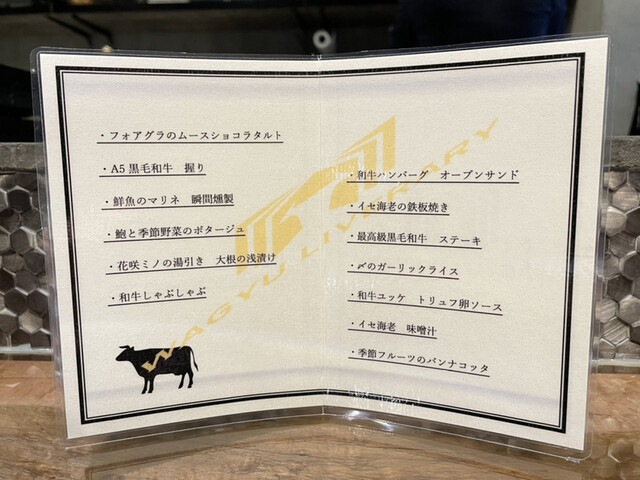 ・フォアグラのムースショコラタルト
・A5黒毛和牛　握り
・鮮魚のマリネ　瞬間燻製
・鮑と季節野菜のポタージュ
・花咲ミノの湯引き　大根の浅漬け
・和牛しゃぶしゃぶ
・和牛ハンバーグ　オープンサンド
・イセ海老の鉄板焼き
・最高級黒毛和牛　ステーキ
・〆のガーリックライス
・和牛ユッケ　トリュフ卵ソース
・イセ海老　味噌汁
・季節フルーツのパンナコッタ
WAGYU LIVERARY